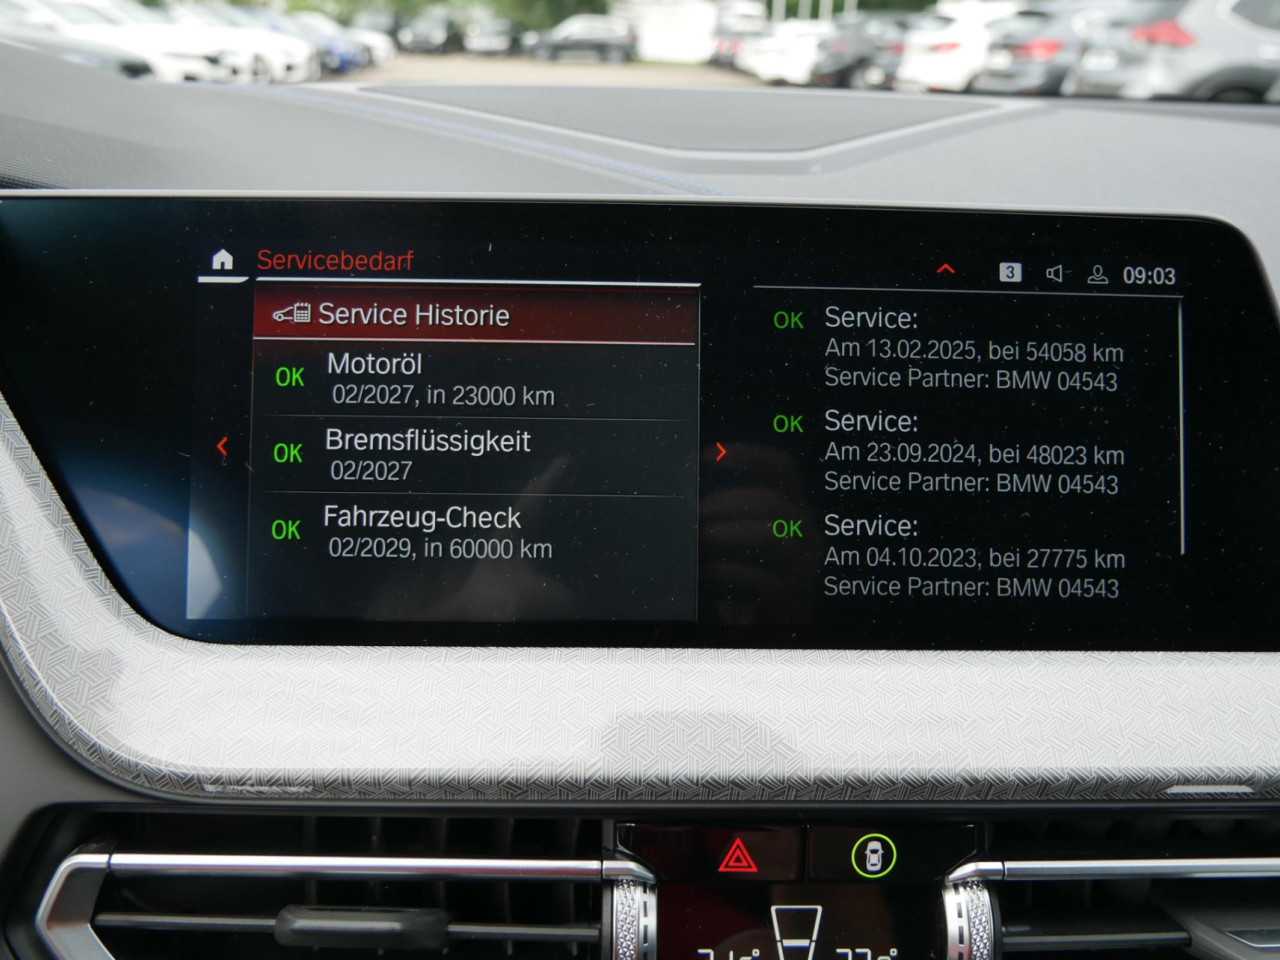 Servicebedarf
3
09:03
Service Historie
OK Motoröl
02/2027, in 23000 km
OK Bremsflüssigkeit
02/2027
OK Fahrzeug-Check
02/2029, in 60000 km
OK Service:
Am 13.02.2025, bei 54058 km
Service Partner: BMW 04543
OK Service:
Am 23.09.2024, bei 48023 km
Service Partner: BMW 04543
OK Service:
Am 04.10.2023, bei 27775 km
Service Partner: BMW 04543